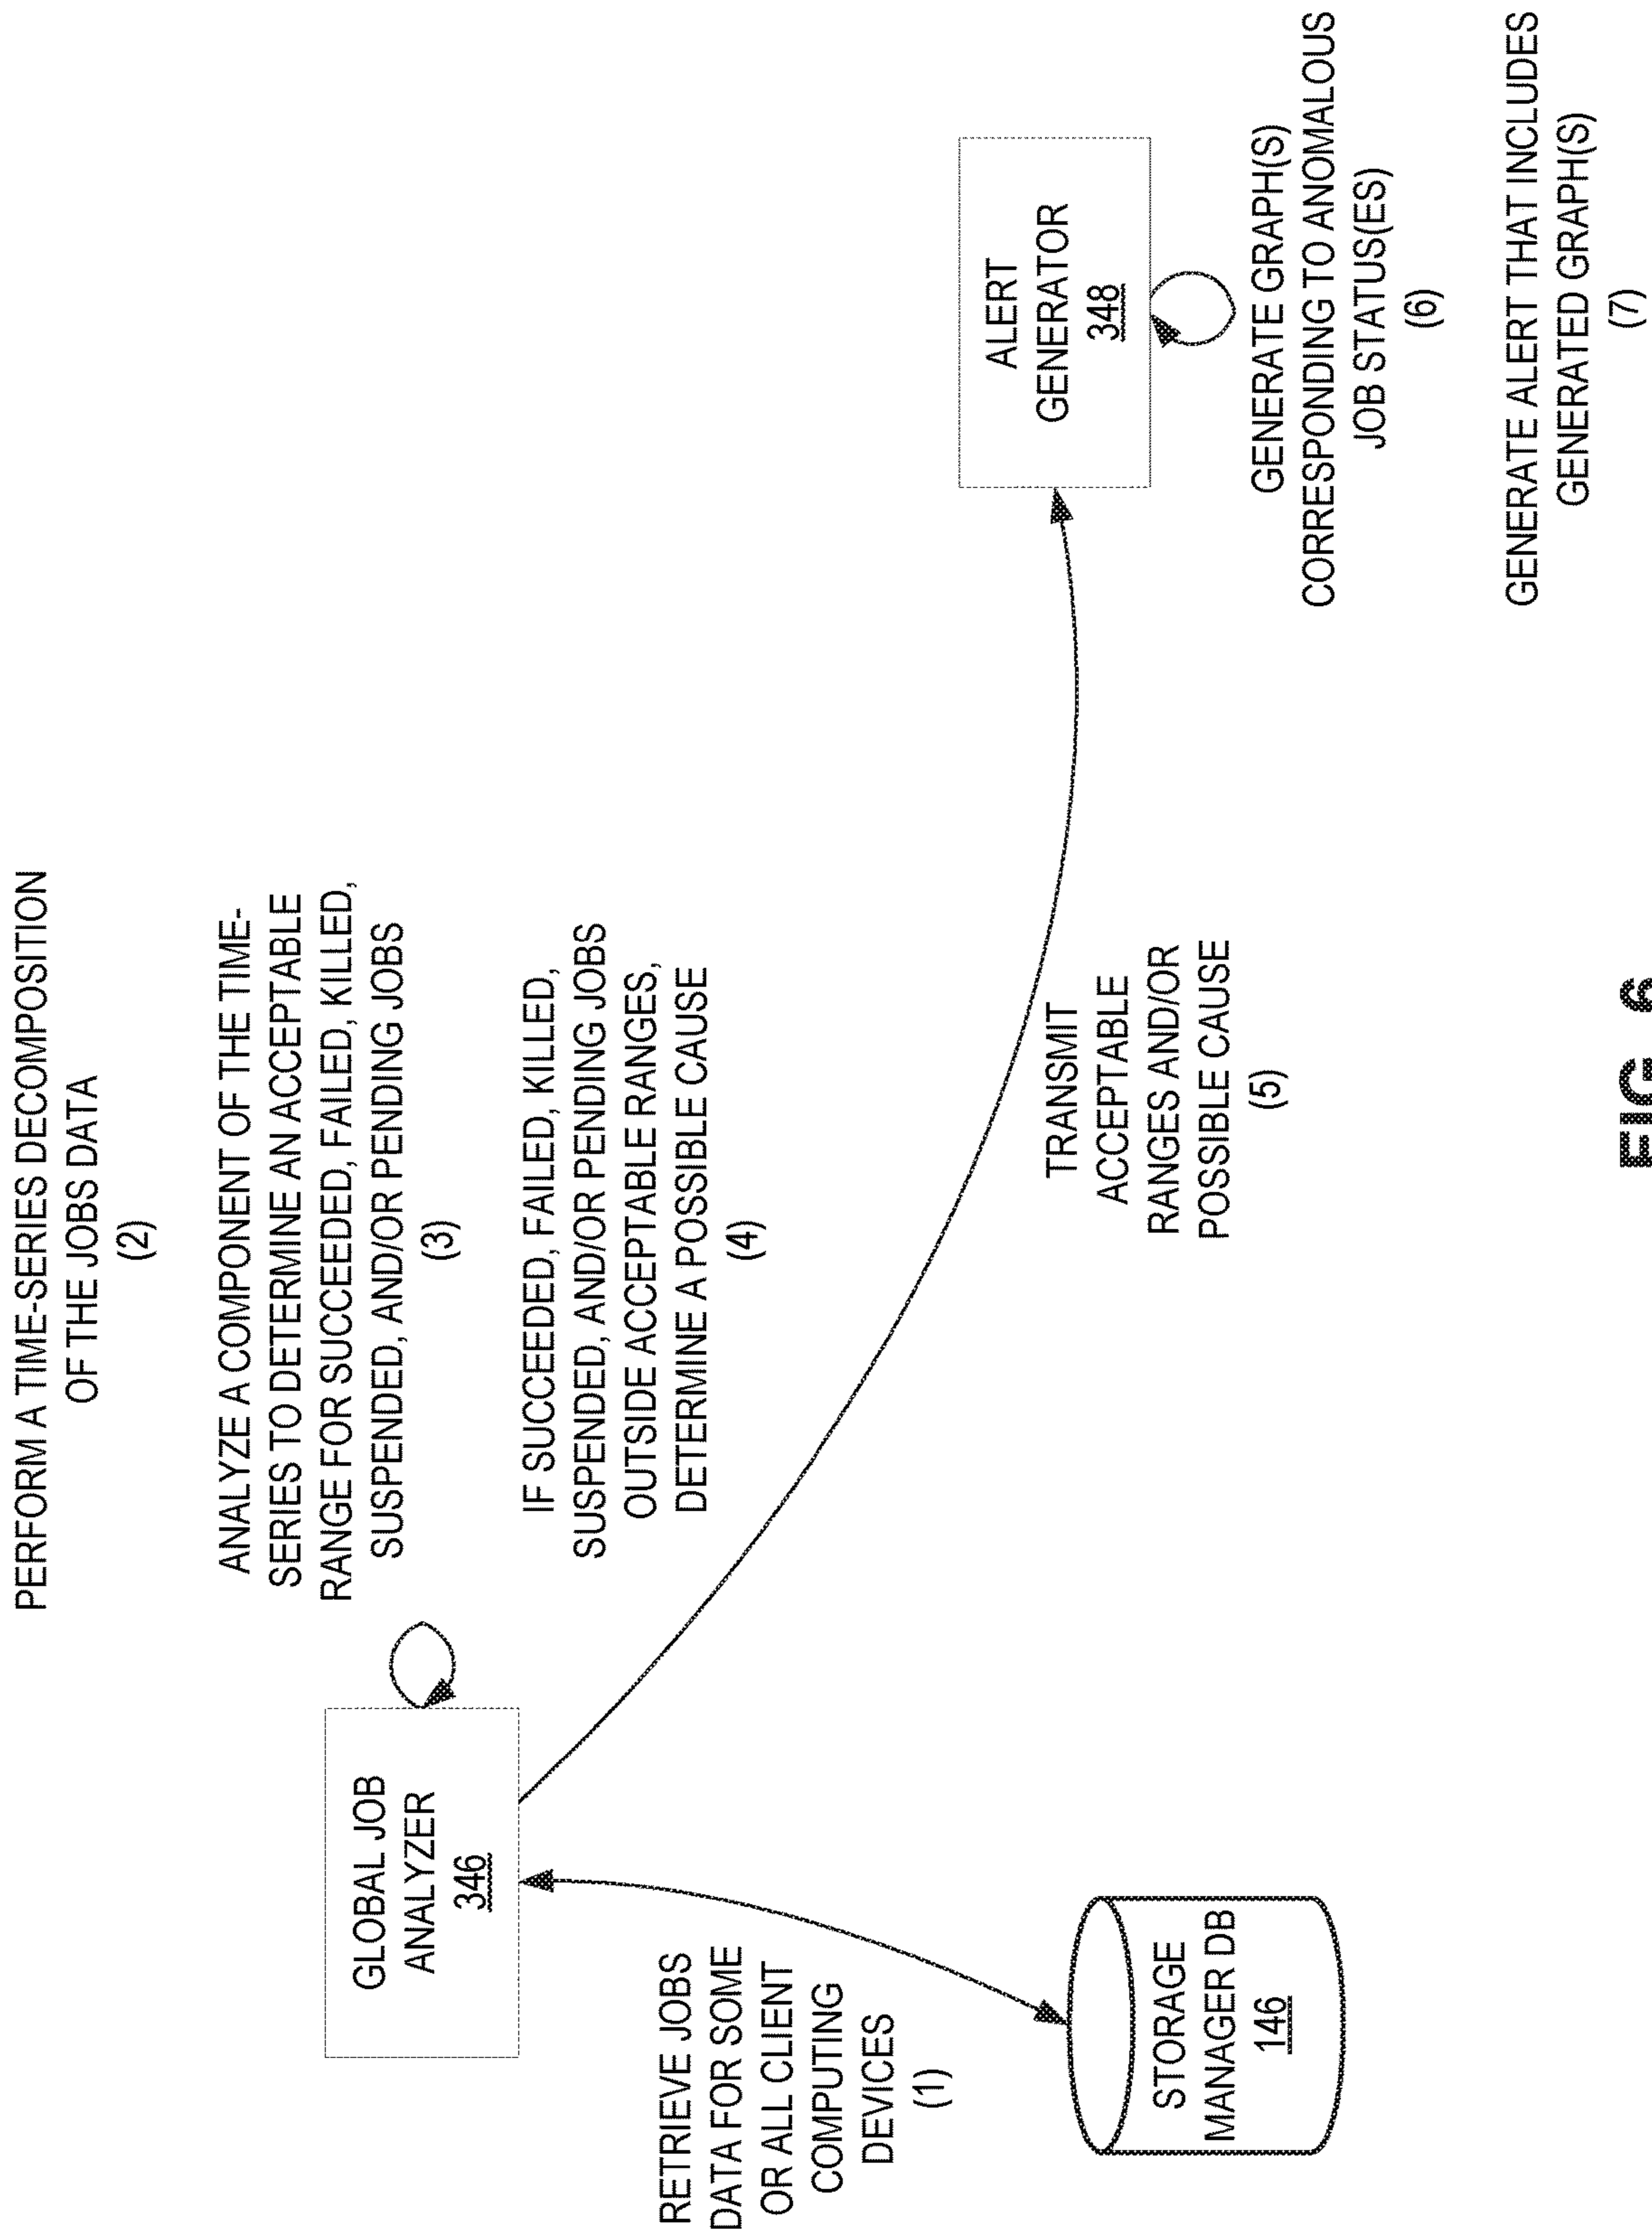 PERFORM A TIME-SERIES DECOMPOSITION
OF THE JOBS DATA
(2)
ANALYZE A COMPONENT OF THE TIME-
SERIES TO DETERMINE AN ACCEPTABLE
RANGE FOR SUCCEEDED, FAILED, KILLED,
SUSPENDED, AND/OR PENDING JOBS
(3)
IF SUCCEEDED, FAILED, KILLED,
SUSPENDED, AND/OR PENDING JOBS
OUTSIDE ACCEPTABLE RANGES,
DETERMINE A POSSIBLE CAUSE
(4)
GLOBAL JOB
ANALYZER
346
RETRIEVE JOBS
DATA FOR SOME
OR ALL CLIENT
COMPUTING
DEVICES
(1)
STORAGE
MANAGER DB
146
TRANSMIT
ACCEPTABLE
RANGES AND/OR
POSSIBLE CAUSE
(5)
ALERT
GENERATOR
348
GENERATE GRAPH(S)
CORRESPONDING TO ANOMALOUS
JOB STATUS(ES)
(6)
GENERATE ALERT THAT INCLUDES
GENERATED GRAPH(S)
(7)
FIG. 6